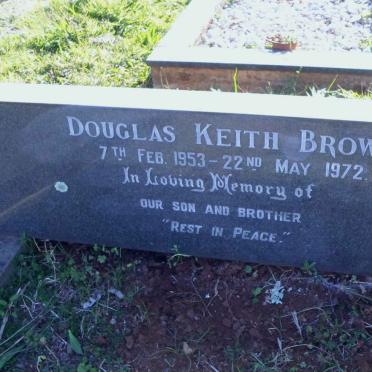 DOUGLAS KEITH BROW
7TH FEB. 1953 - 22ND MAY 1972.
In Loving Memory of
OUR SON AND BROTHER
"REST IN PEACE."